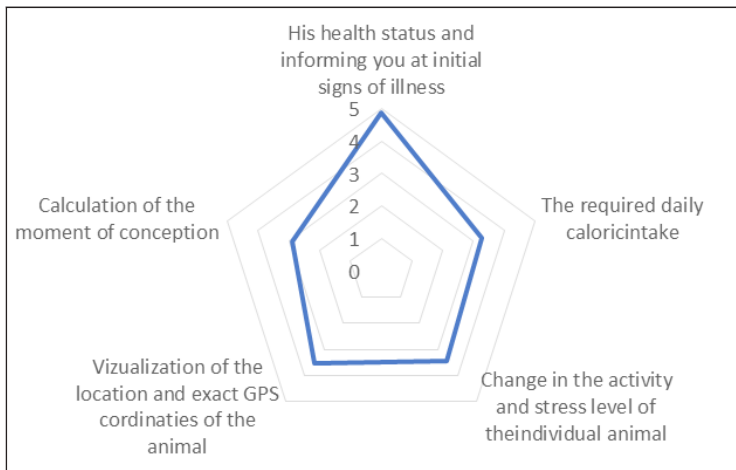 His health status and
informing you at initial
signs of illness
5
4
3
2
1
0
The required daily
caloricintake
Change in the activity
and stress level of
theindividual animal
Vizualization of the
location and exact GPS
cordinaties of the
animal
Calculation of the
moment of conception